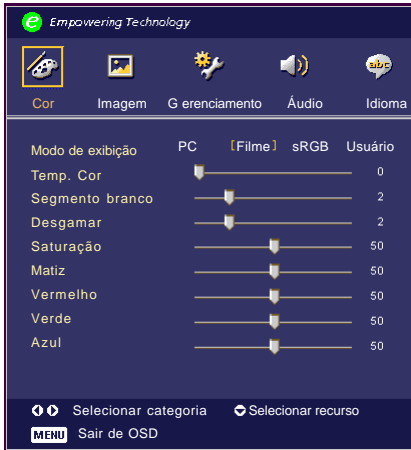 e Empowering Technology
abc
Cor Imagem G erenciamento Áudio Idioma
Modo de exibição PC [Filme] sRGB Usuário
Temp. Cor 0
Segmento branco 2
Desgamar 2
Saturação 50
Matiz 50
Vermelho 50
Verde 50
Azul 50
Selecionar categoria Selecionar recurso
MENU Sair de OSD